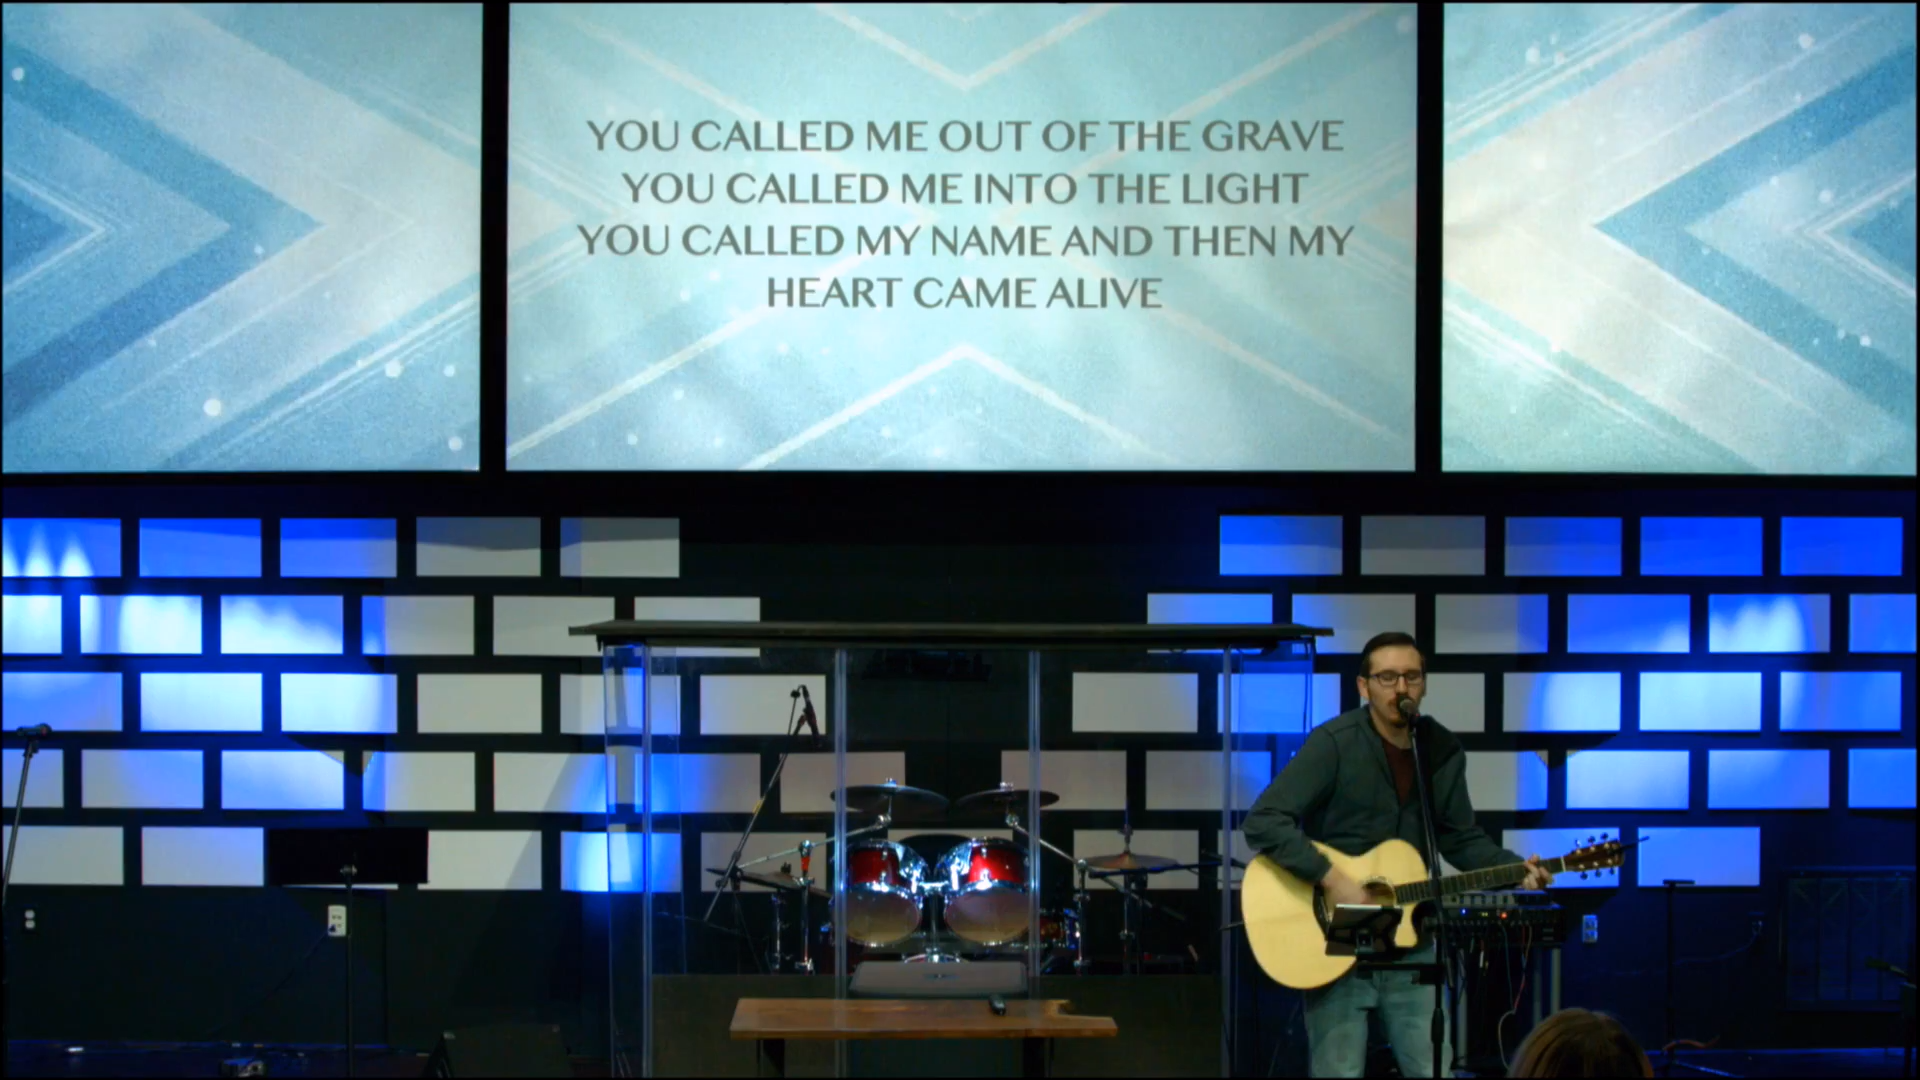 YOU CALLED ME OUT OF THE GRAVE
YOU CALLED ME INTO THE LIGHT
YOU CALLED MY NAME AND THEN MY
HEART CAME ALIVE